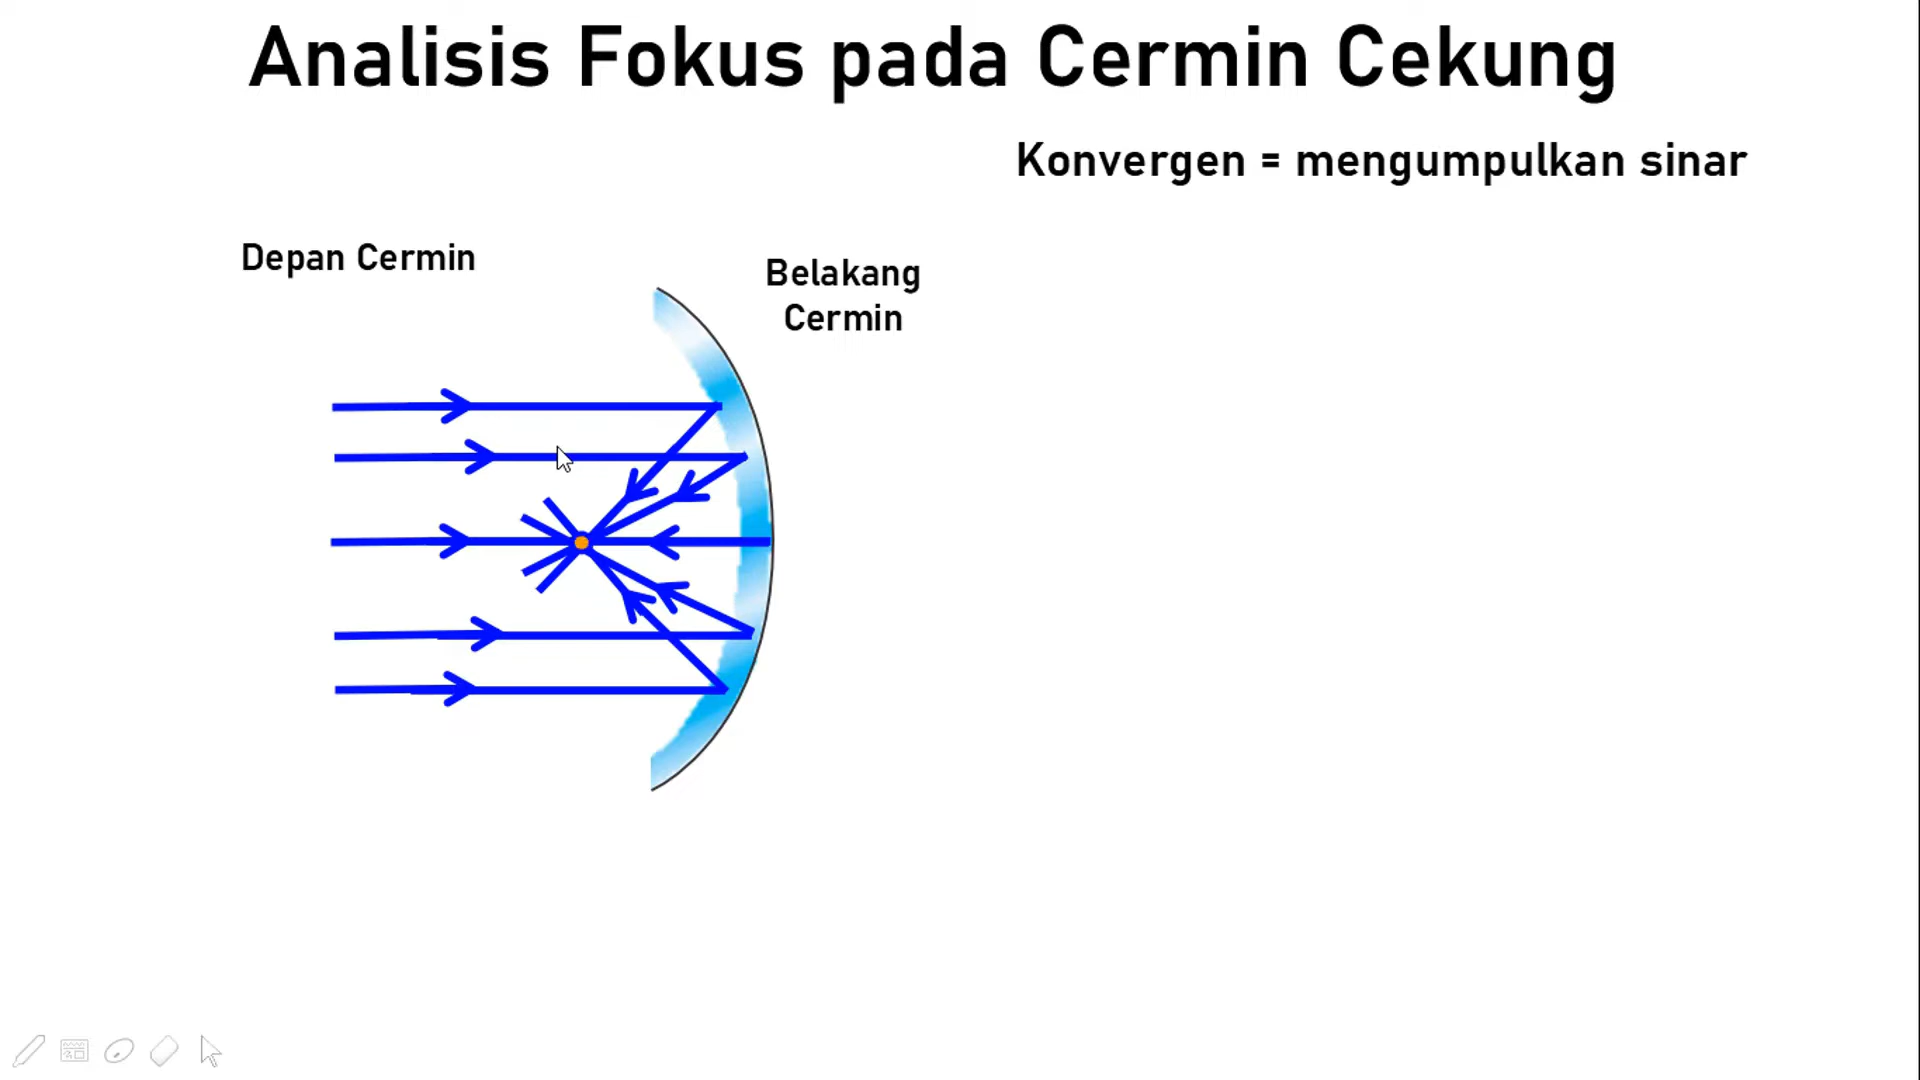 Analisis Fokus pada Cermin Cekung
Konvergen = mengumpulkan sinar
Depan Cermin
Belakang
Cermin